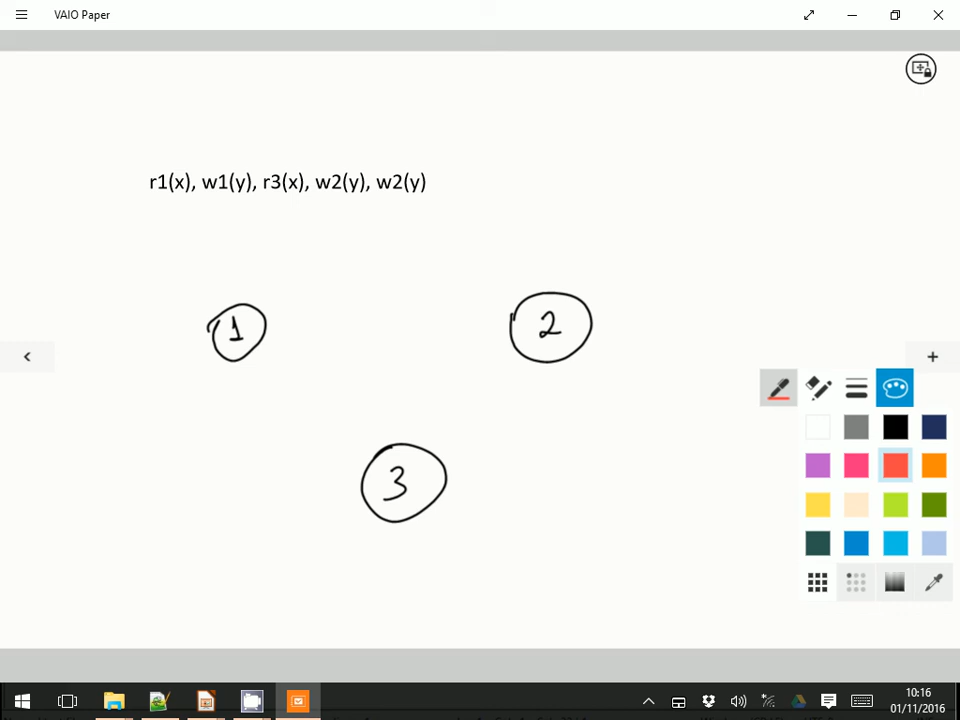 VAIO Paper
r1(x), w1(y), r3(x), w2(y), w2(y)
1
2
3
10:16
01/11/2016